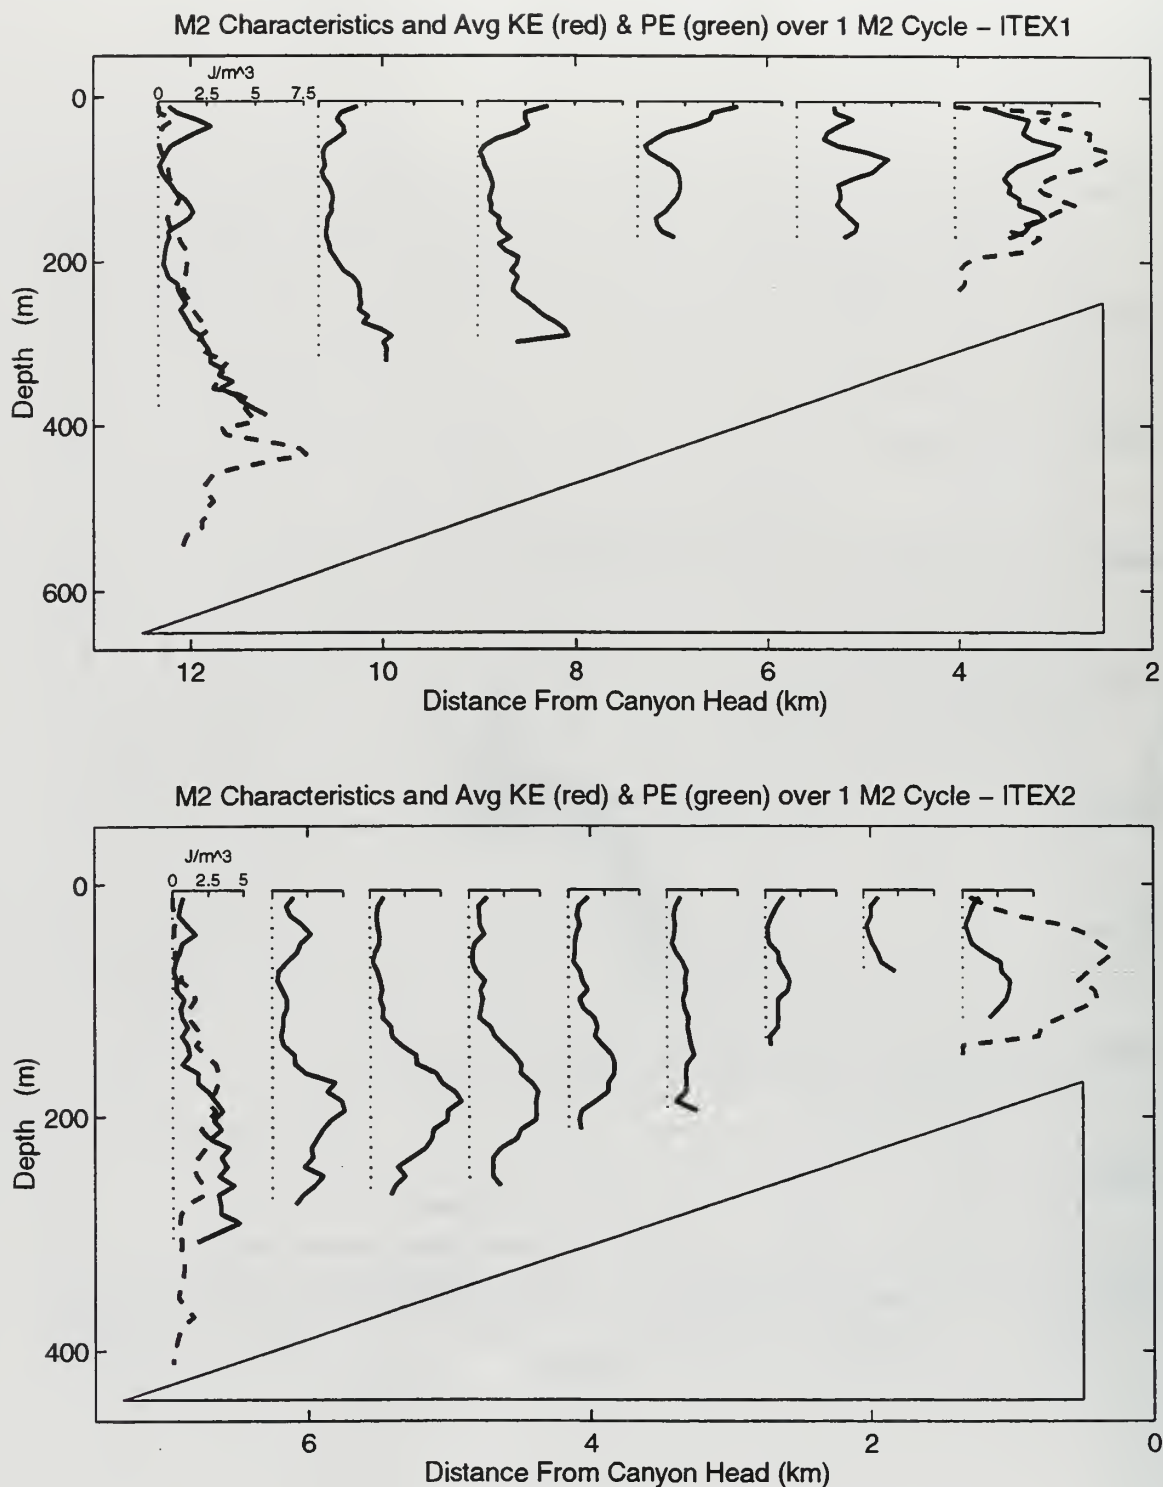 M2 Characteristics and Avg KE (red) & PE (green) over 1 M2 Cycle – ITEX1
J/m^3
0 2.5 5 7.5
0
200
400
600
Depth (m)
12 10 8 6 4 2
Distance From Canyon Head (km)
M2 Characteristics and Avg KE (red) & PE (green) over 1 M2 Cycle – ITEX2
J/m^3
0 2.5 5
0
200
400
Depth (m)
6 4 2 0
Distance From Canyon Head (km)